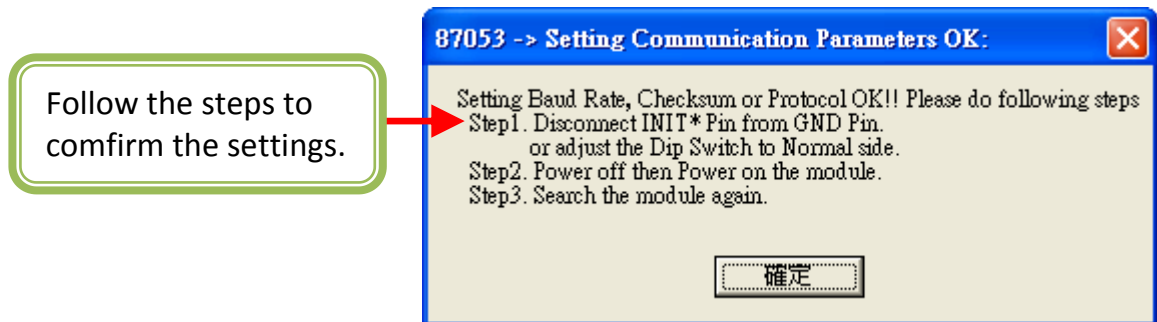 87053 -> Setting Communication Parameters OK:
Follow the steps to
comfirm the settings.
Setting Baud Rate, Checksum or Protocol OK!! Please do following steps
Step1. Disconnect INIT* Pin from GND Pin.
or adjust the Dip Switch to Normal side.
Step2. Power off then Power on the module.
Step3. Search the module again.
確定